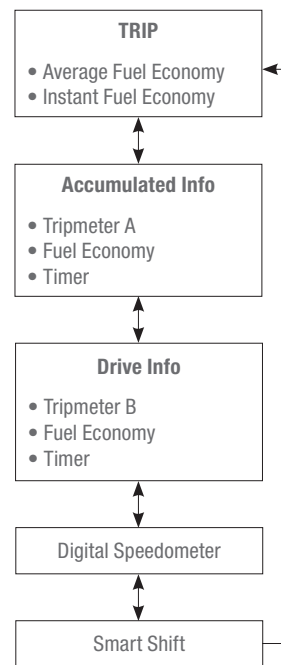 TRIP
• Average Fuel Economy
• Instant Fuel Economy
Accumulated Info
• Tripmeter A
• Fuel Economy
• Timer
Drive Info
• Tripmeter B
• Fuel Economy
• Timer
Digital Speedometer
Smart Shift